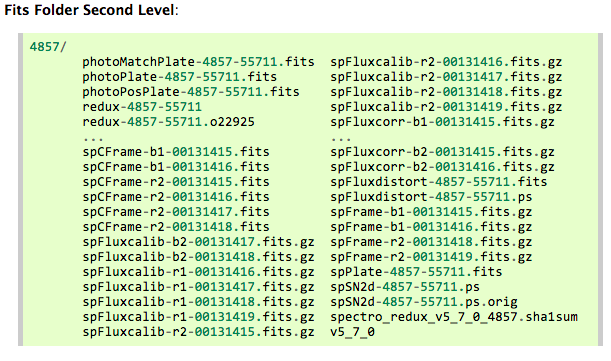 Fits Folder Second Level:
4857/
photoMatchPlate-4857-55711.fits spFluxcalib-r2-00131416.fits.gz
photoPlate-4857-55711.fits spFluxcalib-r2-00131417.fits.gz
photoPosPlate-4857-55711.fits spFluxcalib-r2-00131418.fits.gz
redux-4857-55711 spFluxcalib-r2-00131419.fits.gz
redux-4857-55711.o22925 spFluxcorr-b1-00131415.fits.gz
... ...
spCFrame-b1-00131415.fits spFluxcorr-b2-00131415.fits.gz
spCFrame-b1-00131416.fits spFluxcorr-b2-00131416.fits.gz
spCFrame-r2-00131415.fits spFluxdistort-4857-55711.fits
spCFrame-r2-00131416.fits spFluxdistort-4857-55711.ps
spCFrame-r2-00131417.fits spFrame-b1-00131415.fits.gz
spCFrame-r2-00131418.fits spFrame-b1-00131416.fits.gz
spFluxcalib-b2-00131417.fits.gz spFrame-r2-00131418.fits.gz
spFluxcalib-b2-00131418.fits.gz spFrame-r2-00131419.fits.gz
spFluxcalib-r1-00131416.fits.gz spPlate-4857-55711.fits
spFluxcalib-r1-00131417.fits.gz spSN2d-4857-55711.ps
spFluxcalib-r1-00131418.fits.gz spSN2d-4857-55711.ps.orig
spFluxcalib-r1-00131419.fits.gz spectro_redux_v5_7_0_4857.sha1sum
spFluxcalib-r2-00131415.fits.gz v5_7_0